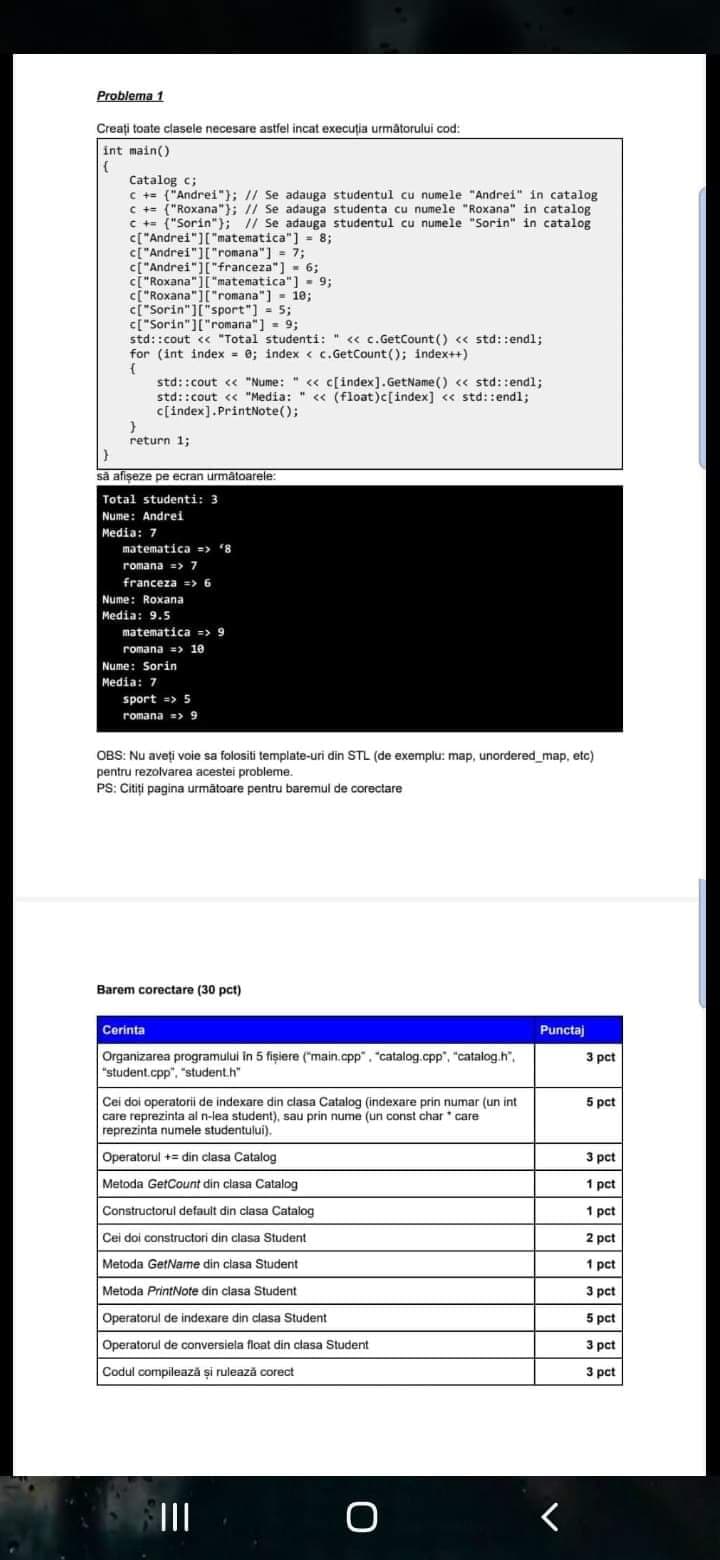 Problema 1
Creați toate clasele necesare astfel incat execuția următorului cod:
int main()
{
    Catalog c;
    c += {"Andrei"}; // Se adauga studentul cu numele "Andrei" in catalog
    c += {"Roxana"}; // Se adauga studenta cu numele "Roxana" in catalog
    c += {"Sorin"};  // Se adauga studentul cu numele "Sorin" in catalog
    c["Andrei"]["matematica"] = 8;
    c["Andrei"]["romana"] = 7;
    c["Andrei"]["franceza"] = 6;
    c["Roxana"]["matematica"] = 9;
    c["Roxana"]["romana"] = 10;
    c["Sorin"]["sport"] = 5;
    c["Sorin"]["romana"] = 9;
    std::cout << "Total studenti: " << c.GetCount() << std::endl;
    for (int index = 0; index < c.GetCount(); index++)
    {
        std::cout << "Nume: " << c[index].GetName() << std::endl;
        std::cout << "Media: " << (float)c[index] << std::endl;
        c[index].PrintNote();
    }
    return 1;
}
să afișeze pe ecran următoarele:
Total studenti: 3
Nume: Andrei
Media: 7
   matematica => ‘8
   romana => 7
   franceza => 6
Nume: Roxana
Media: 9.5
   matematica => 9
   romana => 10
Nume: Sorin
Media: 7
   sport => 5
   romana => 9
OBS: Nu aveți voie sa folositi template-uri din STL (de exemplu: map, unordered_map, etc)
pentru rezolvarea acestei probleme.
PS: Citiți pagina următoare pentru baremul de corectare
Barem corectare (30 pct)
Cerinta Punctaj
Organizarea programului în 5 fișiere ("main.cpp" , "catalog.cpp", "catalog.h", 3 pct
"student.cpp", "student.h"
Cei doi operatorii de indexare din clasa Catalog (indexare prin numar (un int 5 pct
care reprezinta al n-lea student), sau prin nume (un const char * care
reprezinta numele studentului).
Operatorul += din clasa Catalog 3 pct
Metoda GetCount din clasa Catalog 1 pct
Constructorul default din clasa Catalog 1 pct
Cei doi constructori din clasa Student 2 pct
Metoda GetName din clasa Student 1 pct
Metoda PrintNote din clasa Student 3 pct
Operatorul de indexare din clasa Student 5 pct
Operatorul de conversiela float din clasa Student 3 pct
Codul compilează și rulează corect 3 pct